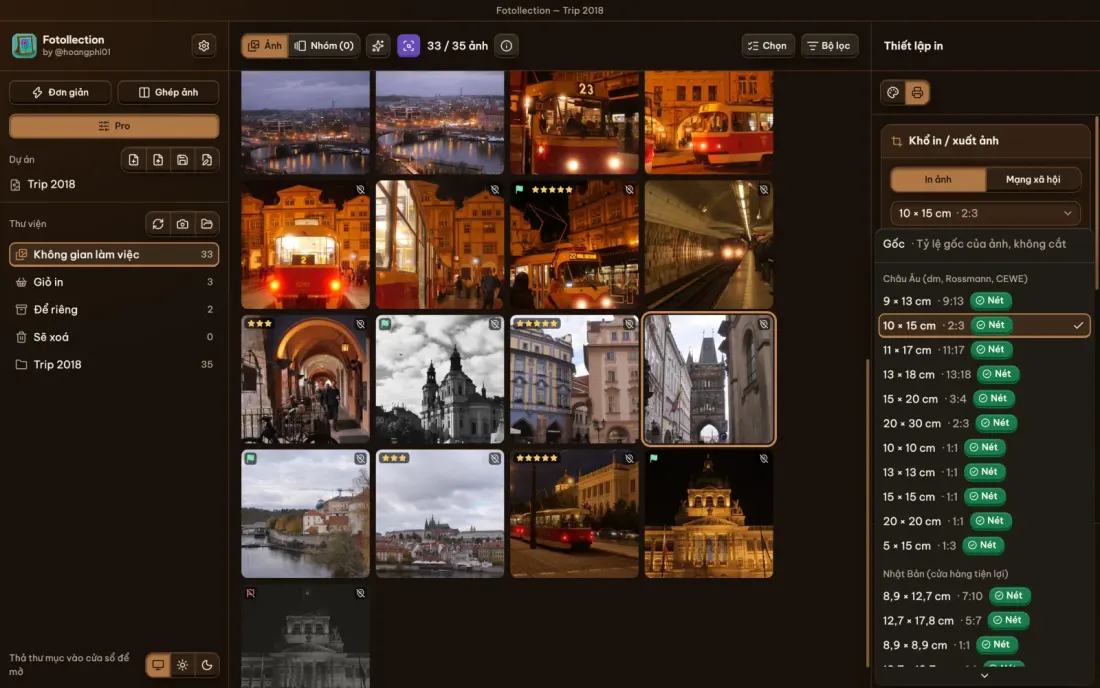 Fotollection — Trip 2018
Fotollection
by @hoangphi01
Đơn giản
Ghép ảnh
Pro
Dự án
Trip 2018
Thư viện
Không gian làm việc 33
Giỏ in 3
Để riêng 2
Sẽ xoá 0
Trip 2018 35
Thả thư mục vào cửa sổ để
mở
Ảnh
Nhóm (0)
33 / 35 ảnh
Chọn
Bộ lọc
23
2
22
Thiết lập in
Khổ in / xuất ảnh
In ảnh
Mạng xã hội
10 × 15 cm · 2:3
Gốc · Tỷ lệ gốc của ảnh, không cắt
Châu Âu (dm, Rossmann, CEWE)
9 × 13 cm · 9:13 Nét
10 × 15 cm · 2:3 Nét
11 × 17 cm · 11:17 Nét
13 × 18 cm · 13:18 Nét
15 × 20 cm · 3:4 Nét
20 × 30 cm · 2:3 Nét
10 × 10 cm · 1:1 Nét
13 × 13 cm · 1:1 Nét
15 × 15 cm · 1:1 Nét
20 × 20 cm · 1:1 Nét
5 × 15 cm · 1:3 Nét
Nhật Bản (cửa hàng tiện lợi)
8,9 × 12,7 cm · 7:10 Nét
12,7 × 17,8 cm · 5:7 Nét
8,9 × 8,9 cm · 1:1 Nét